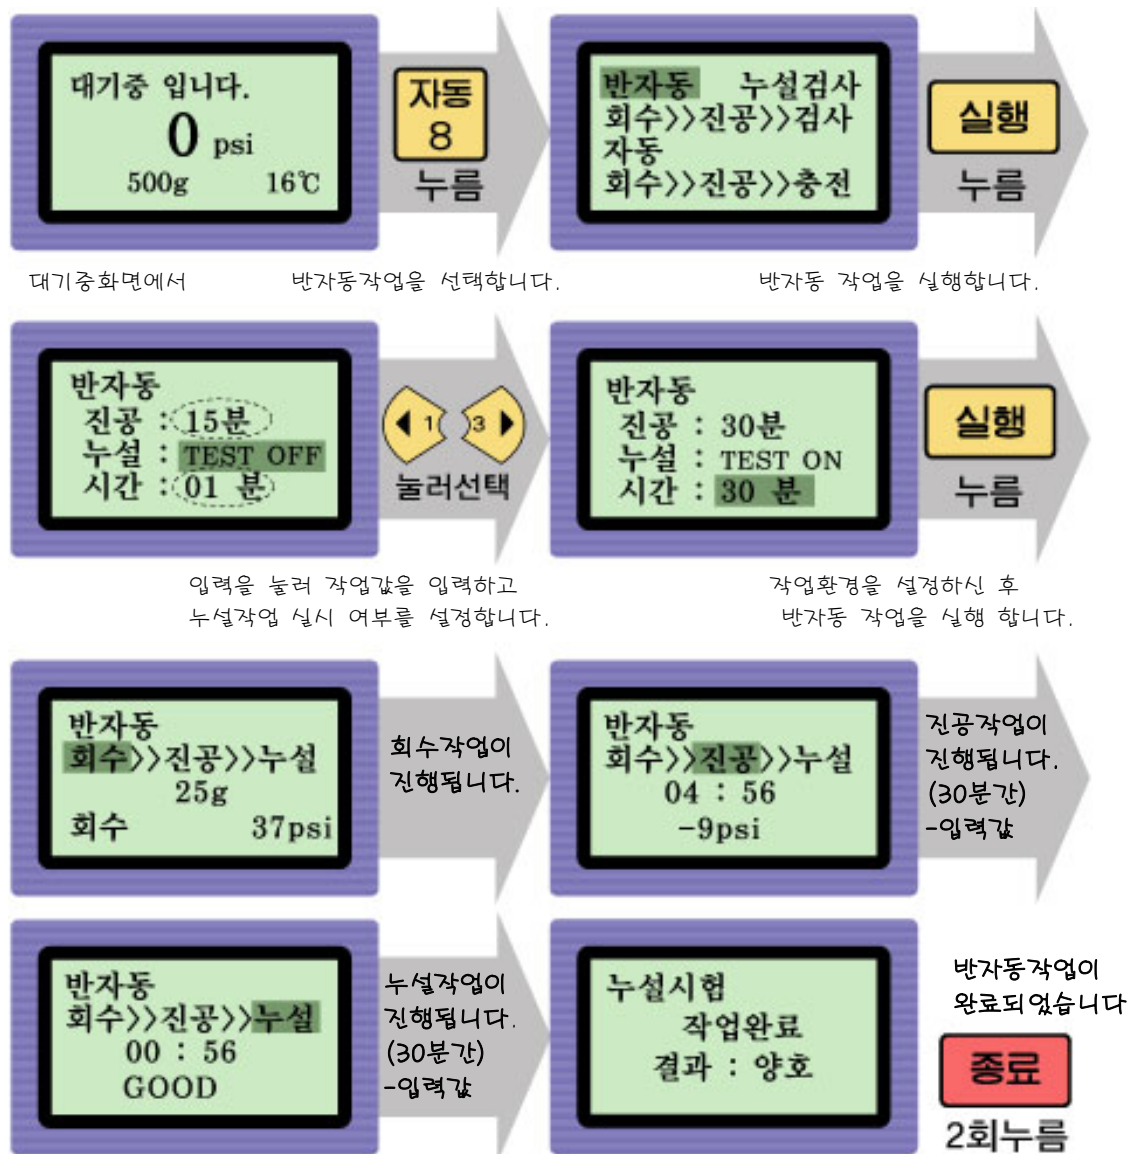 대기중 입니다.
0 psi
500g 16℃
자동
8
누름
반자동 누설검사
회수>>진공>>검사
자동
회수>>진공>>충전
실행
누름
대기중화면에서
반자동작업을 선택합니다.
반자동 작업을 실행합니다.
반자동
진공 : 15분
누설 : TEST OFF
시간 : 01 분
◀ 1 3 ▶
눌러선택
반자동
진공 : 30분
누설 : TEST ON
시간 : 30 분
실행
누름
입력을 눌러 작업값을 입력하고
누설작업 실시 여부를 설정합니다.
작업환경을 설정하신 후
반자동 작업을 실행 합니다.
반자동
회수>>진공>>누설
25g
회수 37psi
회수작업이
진행됩니다.
반자동
회수>>진공>>누설
04 : 56
-9psi
진공작업이
진행됩니다.
(30분간)
-입력값
반자동
회수>>진공>>누설
00 : 56
GOOD
누설작업이
진행됩니다.
(30분간)
-입력값
누설시험
작업완료
결과 : 양호
반자동작업이
완료되었습니다
종료
2회누름